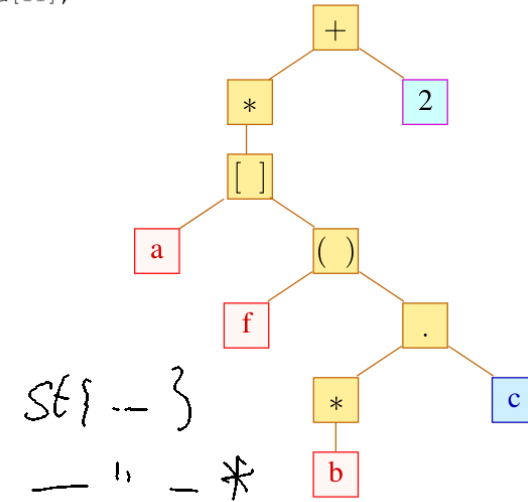 +
* 2
[ ]
a ( )
f .
st{ -- } * c
— " – * b